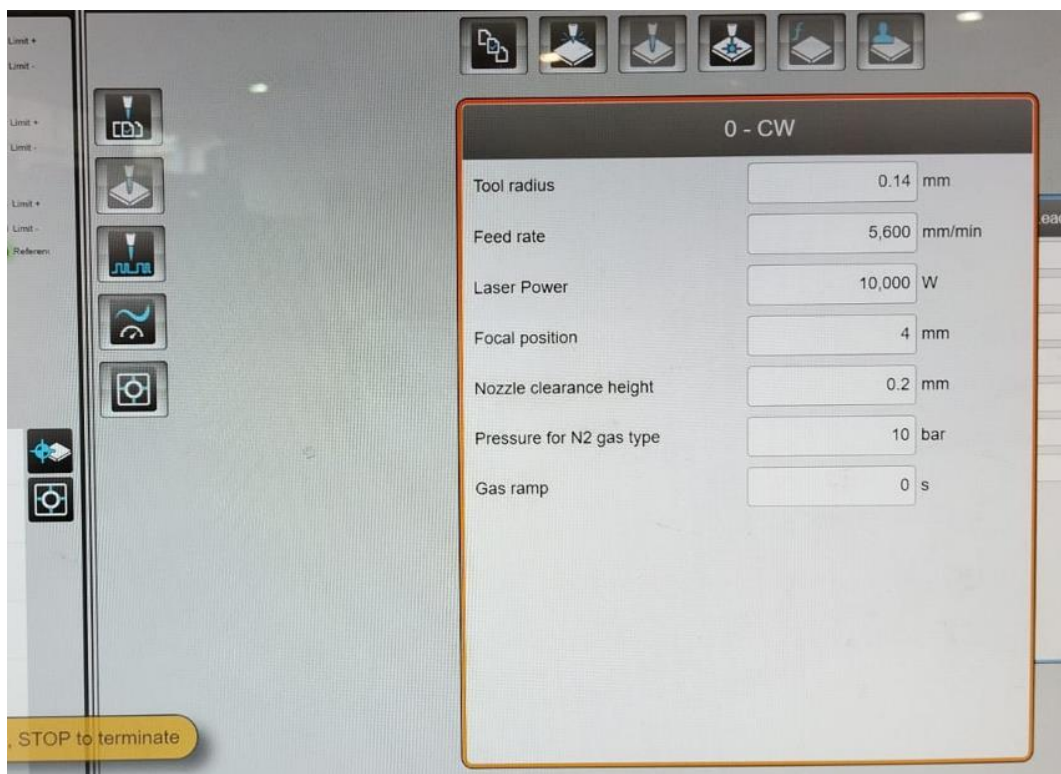 Limit +
Limit -
Limit +
Limit -
Limit +
Limit -
0 - CW
Tool radius 0.14 mm
Feed rate 5,600 mm/min
Laser Power 10,000 W
Focal position 4 mm
Nozzle clearance height 0.2 mm
Pressure for N2 gas type 10 bar
Gas ramp 0 s
, STOP to terminate